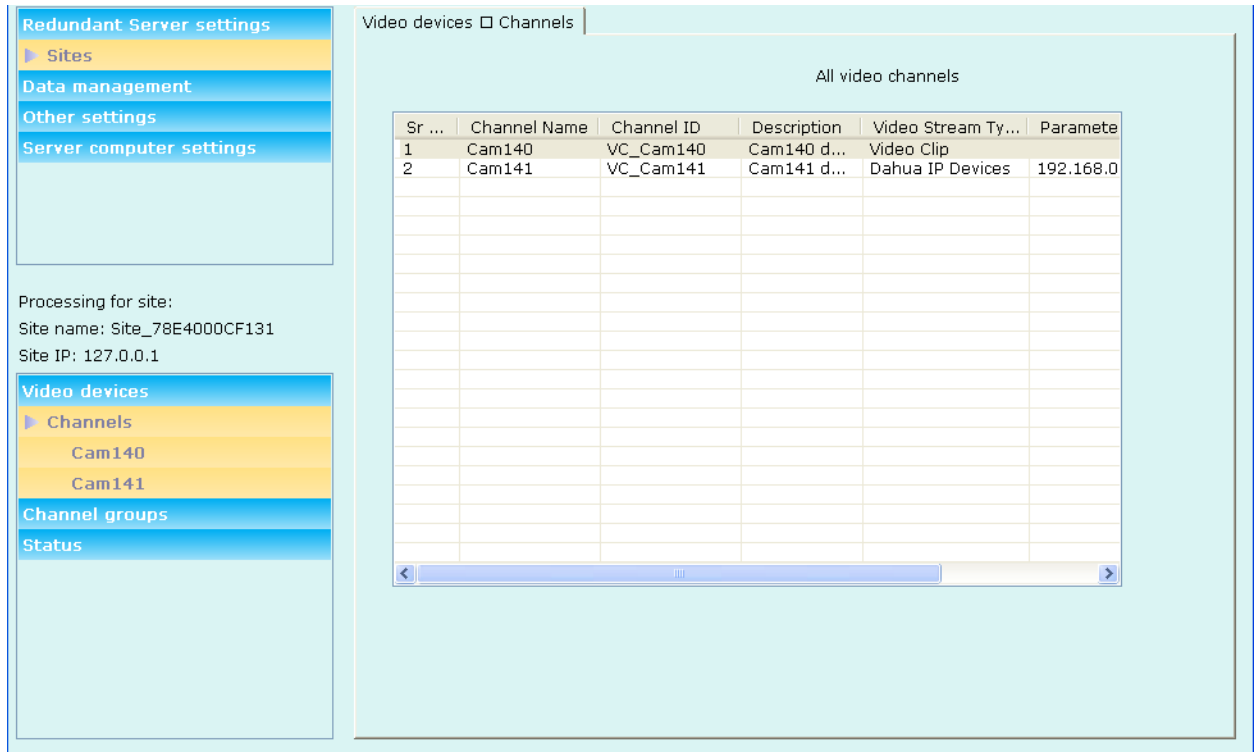 Redundant Server settings
Sites
Data management
Other settings
Server computer settings
Processing for site:
Site name: Site_78E4000CF131
Site IP: 127.0.0.1
Video devices
Channels
Cam140
Cam141
Channel groups
Status
Video devices □ Channels
All video channels
Sr ... Channel Name Channel ID Description Video Stream Ty... Paramete
1 Cam140 VC_Cam140 Cam140 d... Video Clip
2 Cam141 VC_Cam141 Cam141 d... Dahua IP Devices 192.168.0